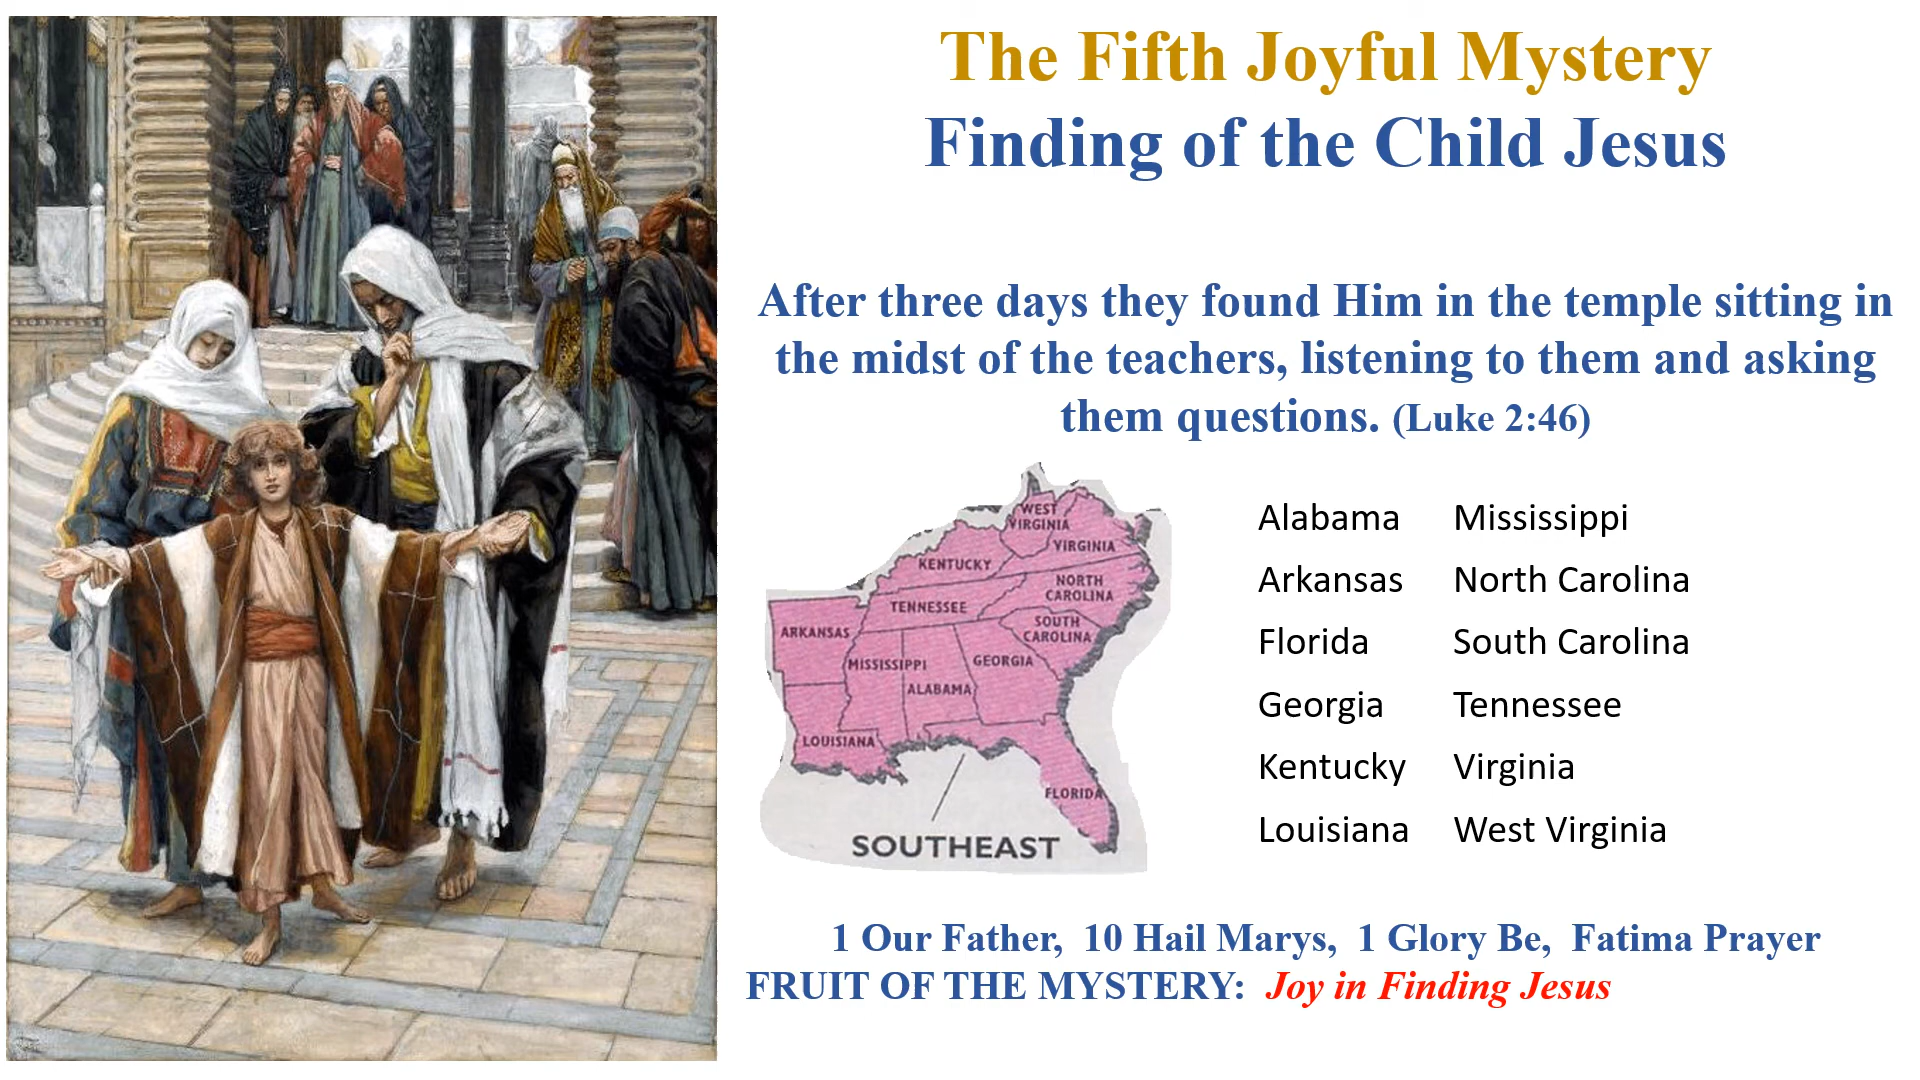 The Fifth Joyful Mystery
Finding of the Child Jesus
After three days they found Him in the temple sitting in
the midst of the teachers, listening to them and asking
them questions. (Luke 2:46)
WEST
VIRGINIA
VIRGINIA
KENTUCKY
NORTH
CAROLINA
TENNESSEE
SOUTH
CAROLINA
ARKANSAS
MISSISSIPPI
GEORGIA
ALABAMA
LOUISIANA
FLORIDA
SOUTHEAST
Alabama Mississippi
Arkansas North Carolina
Florida South Carolina
Georgia Tennessee
Kentucky Virginia
Louisiana West Virginia
1 Our Father, 10 Hail Marys, 1 Glory Be, Fatima Prayer
FRUIT OF THE MYSTERY: Joy in Finding Jesus